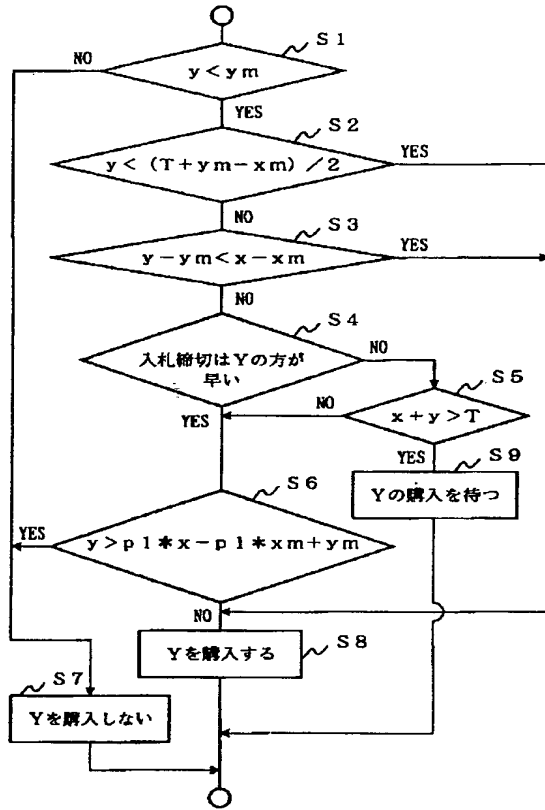 S1
NO
y<ym
YES
S2
y<(T+ym-xm)/2
YES
NO
S3
y-ym<x-xm
YES
NO
S4
入札締切はYの方が
早い
NO
YES
S5
NO
x+y>T
YES
S9
Yの購入を待つ
S6
YES
y>p1*x-p1*xm+ym
NO
S8
Yを購入する
S7
Yを購入しない